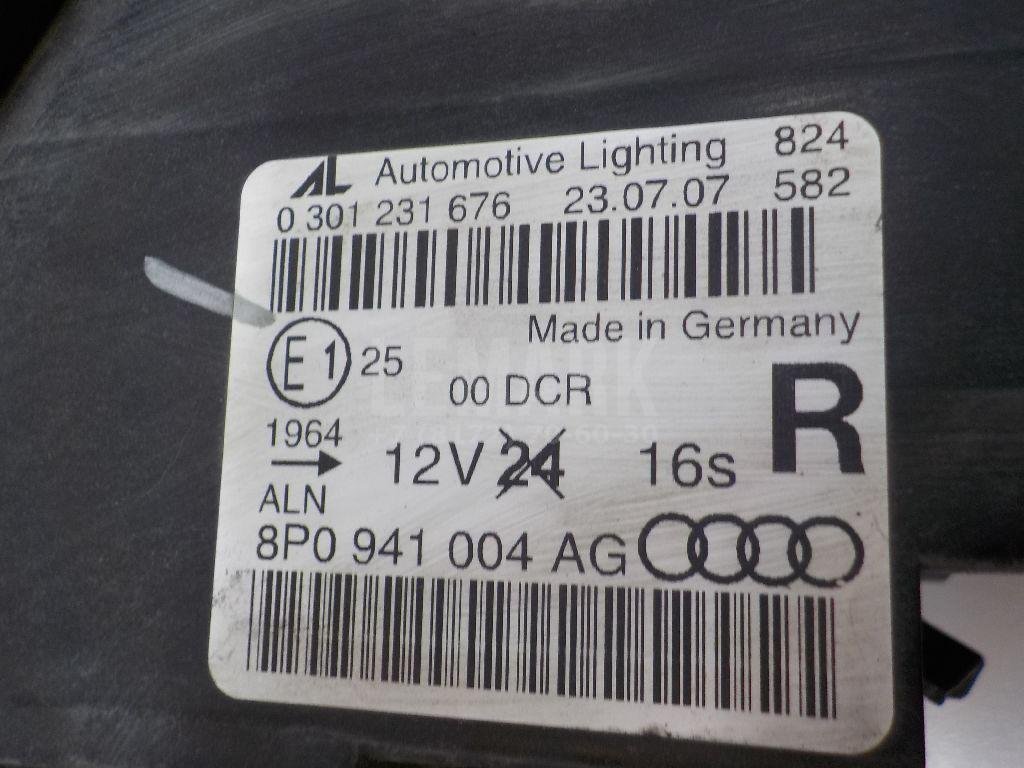 AL Automotive Lighting 824
0 301 231 676 23.07.07 582
Made in Germany
E1 25
00 DCR
R
1964
12V 24 16s
ALN
8P0 941 004 AG
LEMARK